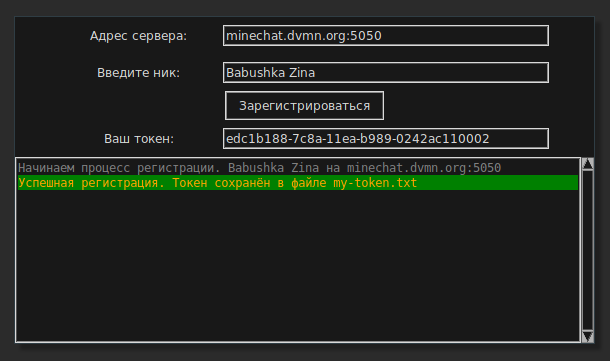 Адрес сервера: minechat.dvmn.org:5050
Введите ник: Babushka Zina
Зарегистрироваться
Ваш токен: edc1b188-7c8a-11ea-b989-0242ac110002
Начинаем процесс регистрации. Babushka Zina на minechat.dvmn.org:5050
Успешная регистрация. Токен сохранён в файле my-token.txt